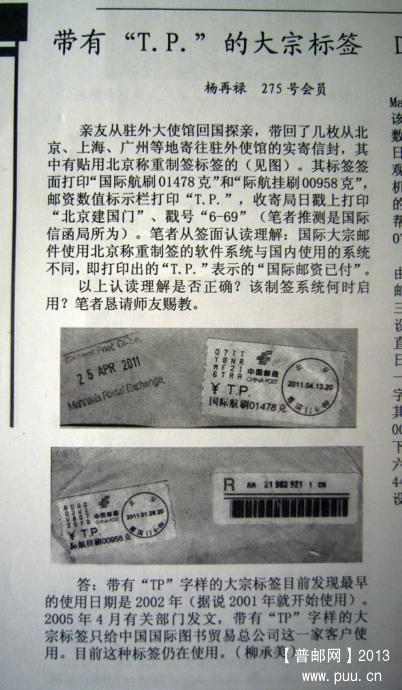 带有“T.P.”的大宗标签
杨再禄 275号会员
亲友从驻外大使馆回国探亲，带回了几枚从北
京、上海、广州等地寄往驻外使馆的实寄信封，其
中有贴用北京称重制签标签的（见图）。其标签签
面打印“国际航刷01478克”和“际航挂刷00958克”，
邮资数值标示栏打印“T.P.”，收寄局日戳上打印
“北京建国门”、戳号“6-69”（笔者推测是国际
信函局所为）。笔者从签面认读理解：国际大宗邮
件使用北京称重制签的软件系统与国内使用的系统
不同，即打印出的“T.P.”表示的“国际邮资已付”。
以上认读理解是否正确？该制签系统何时启
用？笔者恳请师友赐教。
25 APR 2011
Postal Exchange
中国邮政
CHINA POST
2011.04.13.20
￥T.P.
国际航刷01478克
中国邮政
CHINA POST
2011.01.28.20
￥T.P.
际航挂刷00958克
R
21 983 921 1 CN
答：带有“TP”字样的大宗标签目前发现最早
的使用日期是2002年（据说2001年就开始使用）。
2005年4月有关部门发文，带有“TP”字样的大
宗标签只给中国国际图书贸易总公司这一家客户使
用。目前这种标签仍在使用。（柳承美）
【普邮网】2013
www.puu.cn